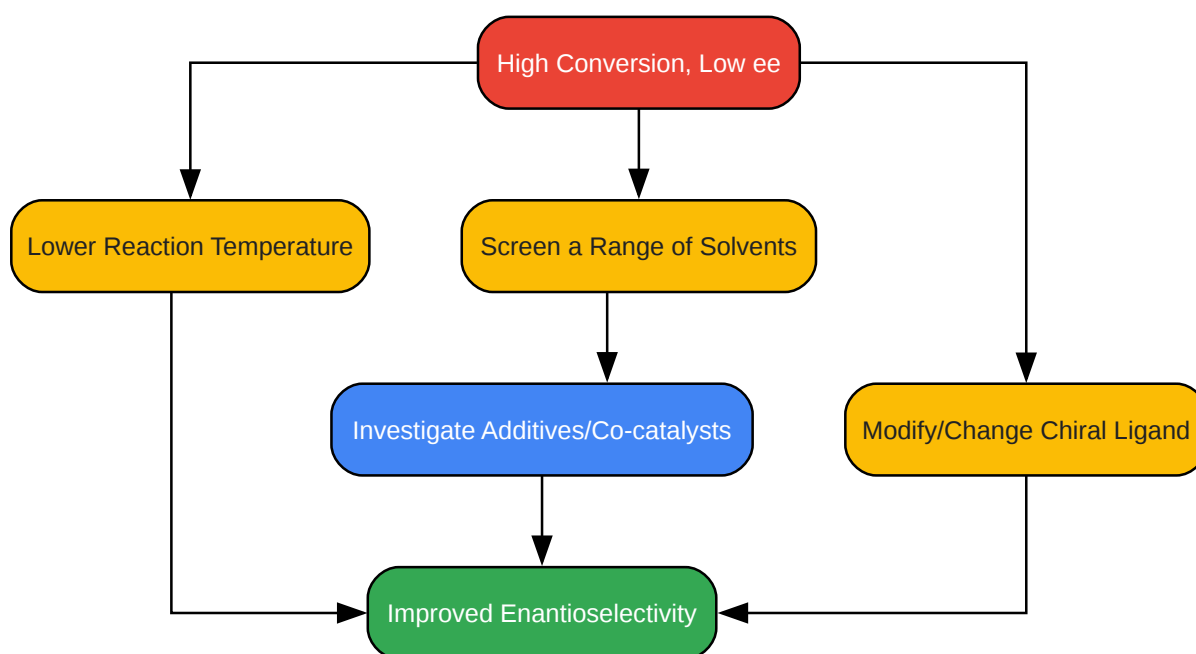 High Conversion, Low ee
Lower Reaction Temperature
Screen a Range of Solvents
Investigate Additives/Co-catalysts
Modify/Change Chiral Ligand
Improved Enantioselectivity